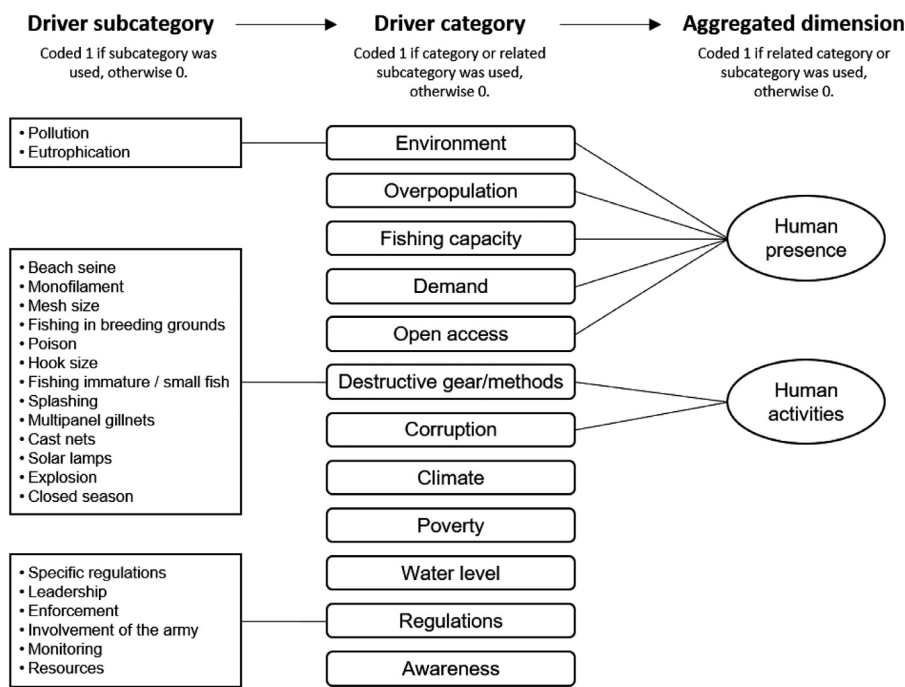 Driver subcategory
Coded 1 if subcategory was
used, otherwise 0.
Driver category
Coded 1 if category or related
subcategory was used,
otherwise 0.
Aggregated dimension
Coded 1 if related category or
subcategory was used,
otherwise 0.
• Pollution
• Eutrophication
• Beach seine
• Monofilament
• Mesh size
• Fishing in breeding grounds
• Poison
• Hook size
• Fishing immature / small fish
• Splashing
• Multipanel gillnets
• Cast nets
• Solar lamps
• Explosion
• Closed season
• Specific regulations
• Leadership
• Enforcement
• Involvement of the army
• Monitoring
• Resources
Environment
Overpopulation
Fishing capacity
Demand
Open access
Destructive gear/methods
Corruption
Climate
Poverty
Water level
Regulations
Awareness
Human
presence
Human
activities